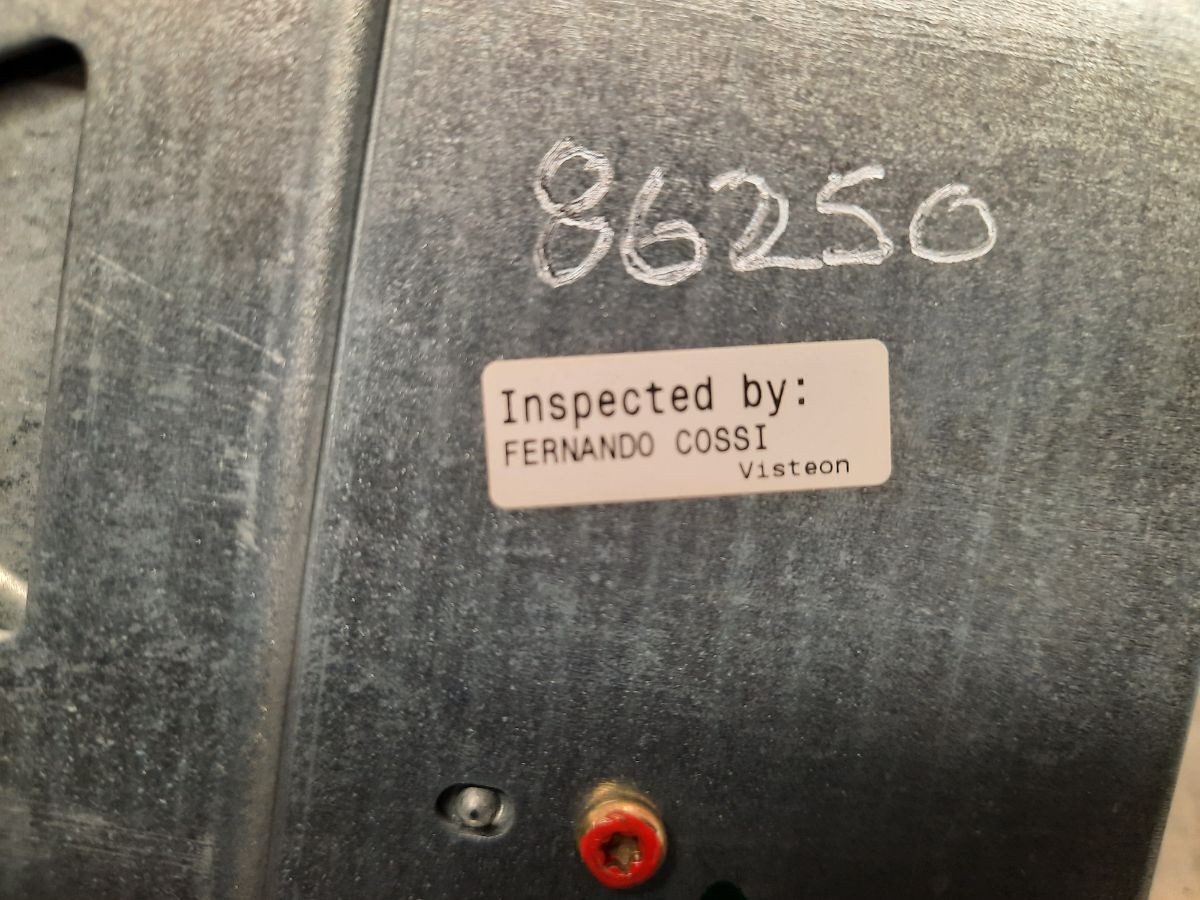 86250
Inspected by:
FERNANDO COSSI
Visteon